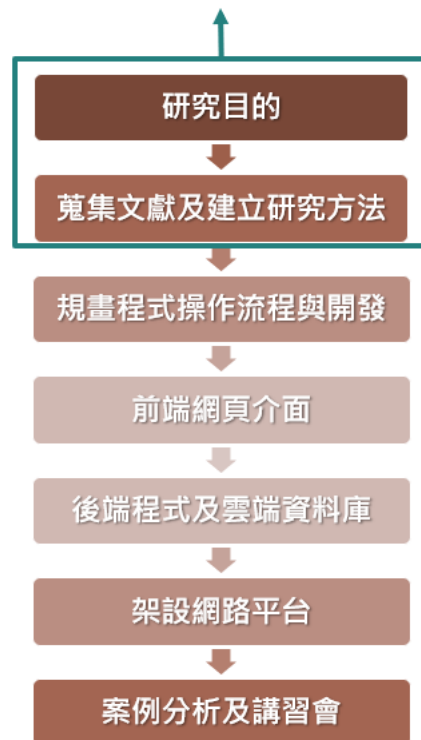 研究目的
蒐集文獻及建立研究方法
規畫程式操作流程與開發
前端網頁介面
後端程式及雲端資料庫
架設網路平台
案例分析及講習會